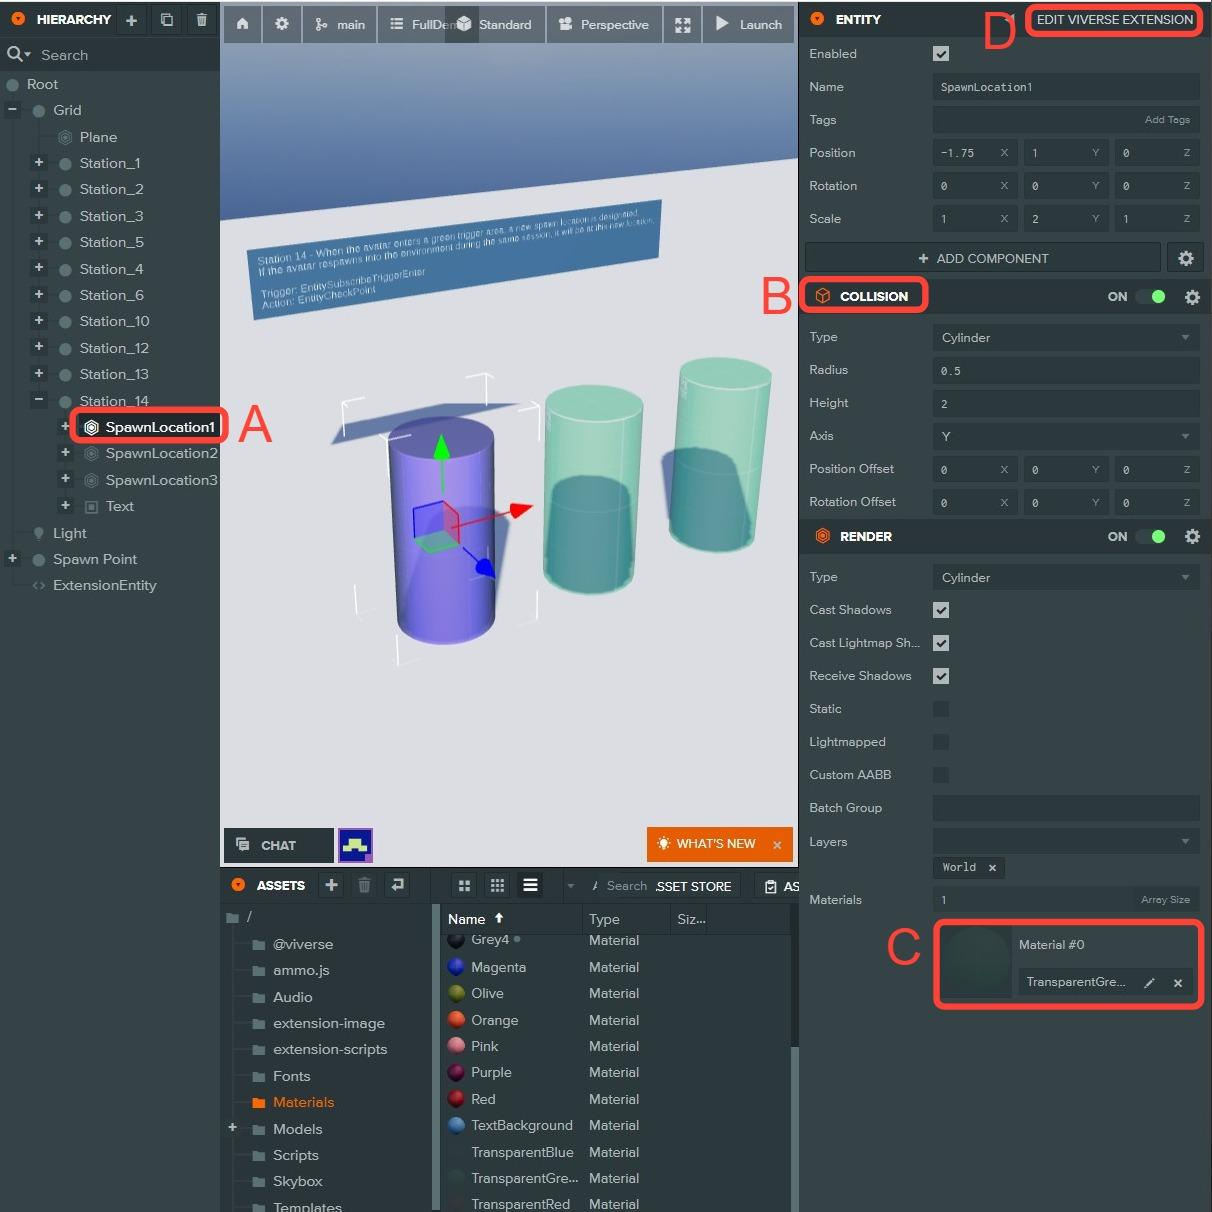 HIERARCHY
Search
Root
Grid
Plane
Station_1
Station_2
Station_3
Station_5
Station_4
Station_6
Station_10
Station_12
Station_13
Station_14
SpawnLocation1
A
SpawnLocation2
SpawnLocation3
Text
Light
Spawn Point
ExtensionEntity
main
FullDem
Standard
Perspective
Launch
Station 14 - When the avatar enters a green trigger area, a new spawn location is designated.
If the avatar respawns into the environment during the same session, it will be at this new location.
Trigger: EntitySubscribeTriggerEnter
Action: EntityCheckPoint
CHAT
WHAT'S NEW
ASSETS
Search
SSET STORE
AS
/
@viverse
ammo.js
Audio
extension-image
extension-scripts
Fonts
Materials
Models
Scripts
Skybox
Templates
Name Type Siz...
Grey4 Material
Magenta Material
Olive Material
Orange Material
Pink Material
Purple Material
Red Material
TextBackground Material
TransparentBlue Material
TransparentGre... Material
TransparentRed Material
ENTITY
D
EDIT VIVERSE EXTENSION
Enabled
Name SpawnLocation1
Tags Add Tags
Position -1.75 X 1 Y 0 Z
Rotation 0 X 0 Y 0 Z
Scale 1 X 2 Y 1 Z
ADD COMPONENT
B
COLLISION ON
Type Cylinder
Radius 0.5
Height 2
Axis Y
Position Offset 0 X 0 Y 0 Z
Rotation Offset 0 X 0 Y 0 Z
RENDER ON
Type Cylinder
Cast Shadows
Cast Lightmap Sh...
Receive Shadows
Static
Lightmapped
Custom AABB
Batch Group
Layers
World
Materials 1 Array Size
C
Material #0
TransparentGre...